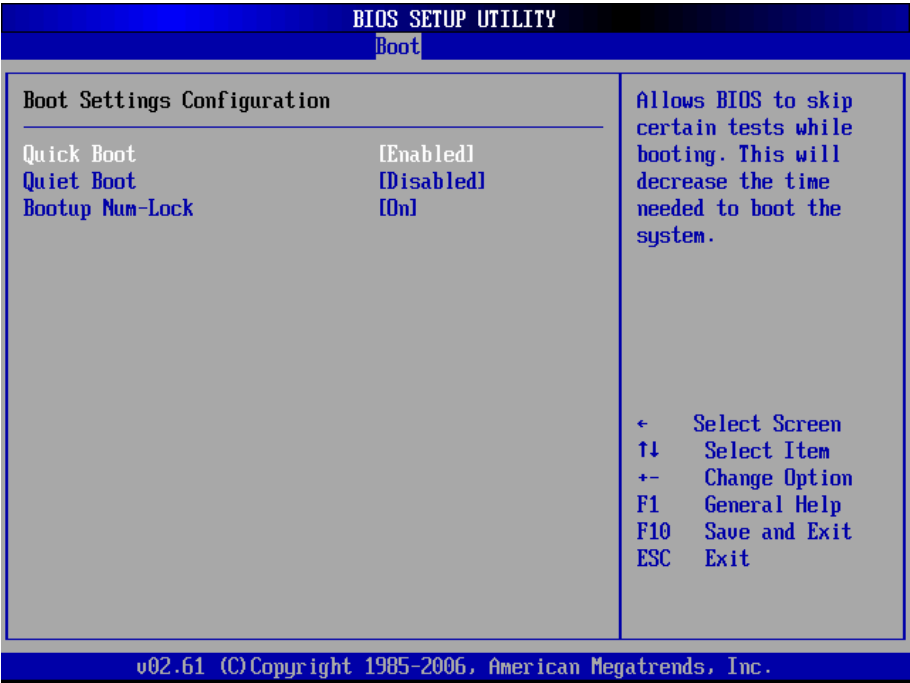 BIOS SETUP UTILITY
Boot
Boot Settings Configuration
Quick Boot [Enabled]
Quiet Boot [Disabled]
Bootup Num-Lock [On]
Allows BIOS to skip
certain tests while
booting. This will
decrease the time
needed to boot the
system.
← Select Screen
↑↓ Select Item
+- Change Option
F1 General Help
F10 Save and Exit
ESC Exit
v02.61 (C)Copyright 1985-2006, American Megatrends, Inc.